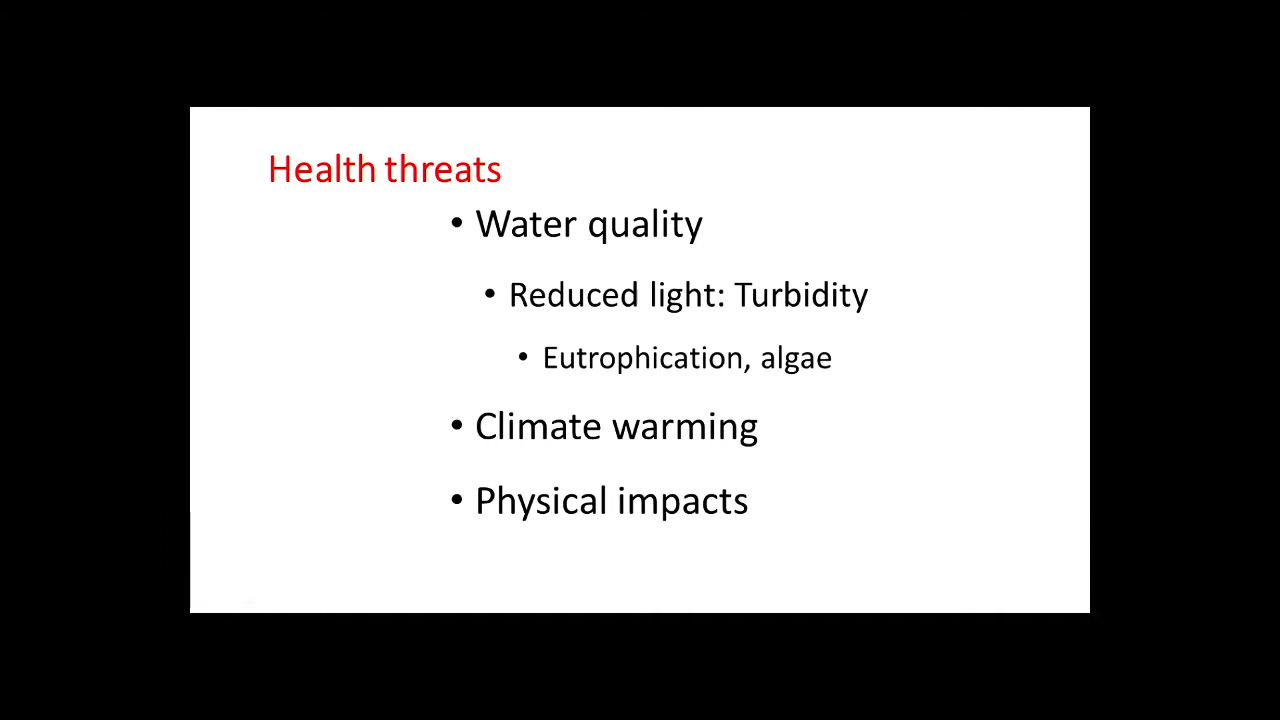 Health threats
• Water quality
• Reduced light: Turbidity
• Eutrophication, algae
• Climate warming
• Physical impacts